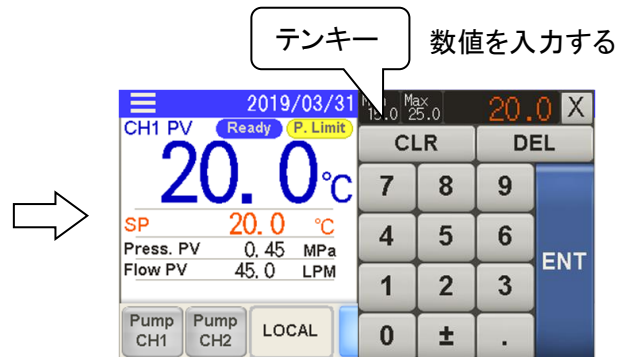 テンキー
数値を入力する
2019/03/31
Max
15.0 25.0
20.0 X
CH1 PV Ready P. Limit
20.0℃
SP 20.0 ℃
Press. PV 0.45 MPa
Flow PV 45.0 LPM
Pump CH1
Pump CH2
LOCAL
CLR DEL
7 8 9
4 5 6
ENT
1 2 3
0 ± .